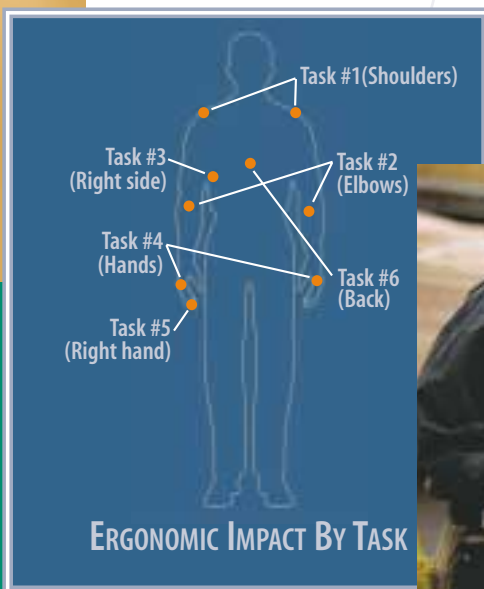 Task #1(Shoulders)
Task #3
(Right side)
Task #2
(Elbows)
Task #4
(Hands)
Task #6
(Back)
Task #5
(Right hand)
ERGONOMIC IMPACT BY TASK